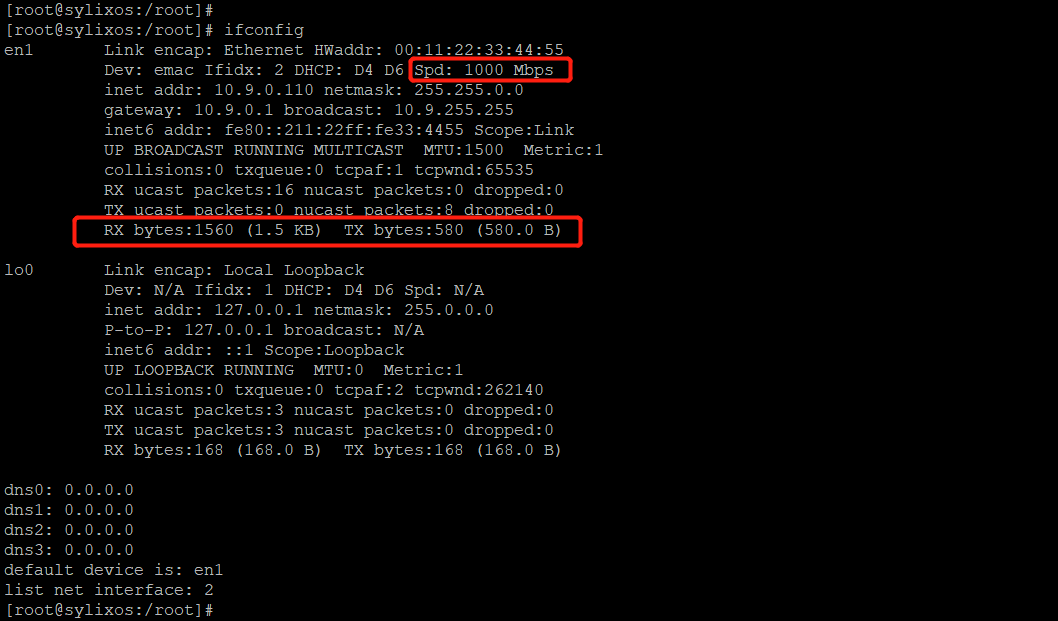 [root@sylixos:/root]#
[root@sylixos:/root]# ifconfig
en1 Link encap: Ethernet HWaddr: 00:11:22:33:44:55
Dev: emac Ifidx: 2 DHCP: D4 D6 Spd: 1000 Mbps
inet addr: 10.9.0.110 netmask: 255.255.0.0
gateway: 10.9.0.1 broadcast: 10.9.255.255
inet6 addr: fe80::211:22ff:fe33:4455 Scope:Link
UP BROADCAST RUNNING MULTICAST  MTU:1500  Metric:1
collisions:0 txqueue:0 tcpaf:1 tcpwnd:65535
RX ucast packets:16 nucast packets:0 dropped:0
TX ucast packets:0 nucast packets:8 dropped:0
RX bytes:1560 (1.5 KB)  TX bytes:580 (580.0 B)
lo0 Link encap: Local Loopback
Dev: N/A Ifidx: 1 DHCP: D4 D6 Spd: N/A
inet addr: 127.0.0.1 netmask: 255.0.0.0
P-to-P: 127.0.0.1 broadcast: N/A
inet6 addr: ::1 Scope:Loopback
UP LOOPBACK RUNNING  MTU:0  Metric:1
collisions:0 txqueue:0 tcpaf:2 tcpwnd:262140
RX ucast packets:3 nucast packets:0 dropped:0
TX ucast packets:3 nucast packets:0 dropped:0
RX bytes:168 (168.0 B)  TX bytes:168 (168.0 B)
dns0: 0.0.0.0
dns1: 0.0.0.0
dns2: 0.0.0.0
dns3: 0.0.0.0
default device is: en1
list net interface: 2
[root@sylixos:/root]#